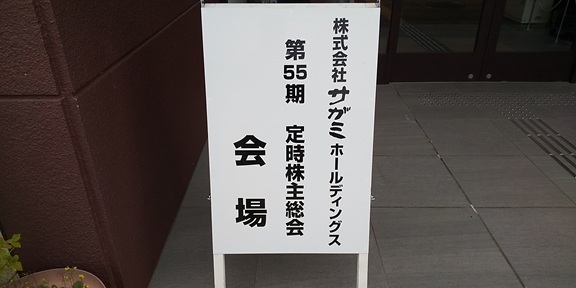 株式会社サガミホールディングス
第55期 定時株主総会
会場